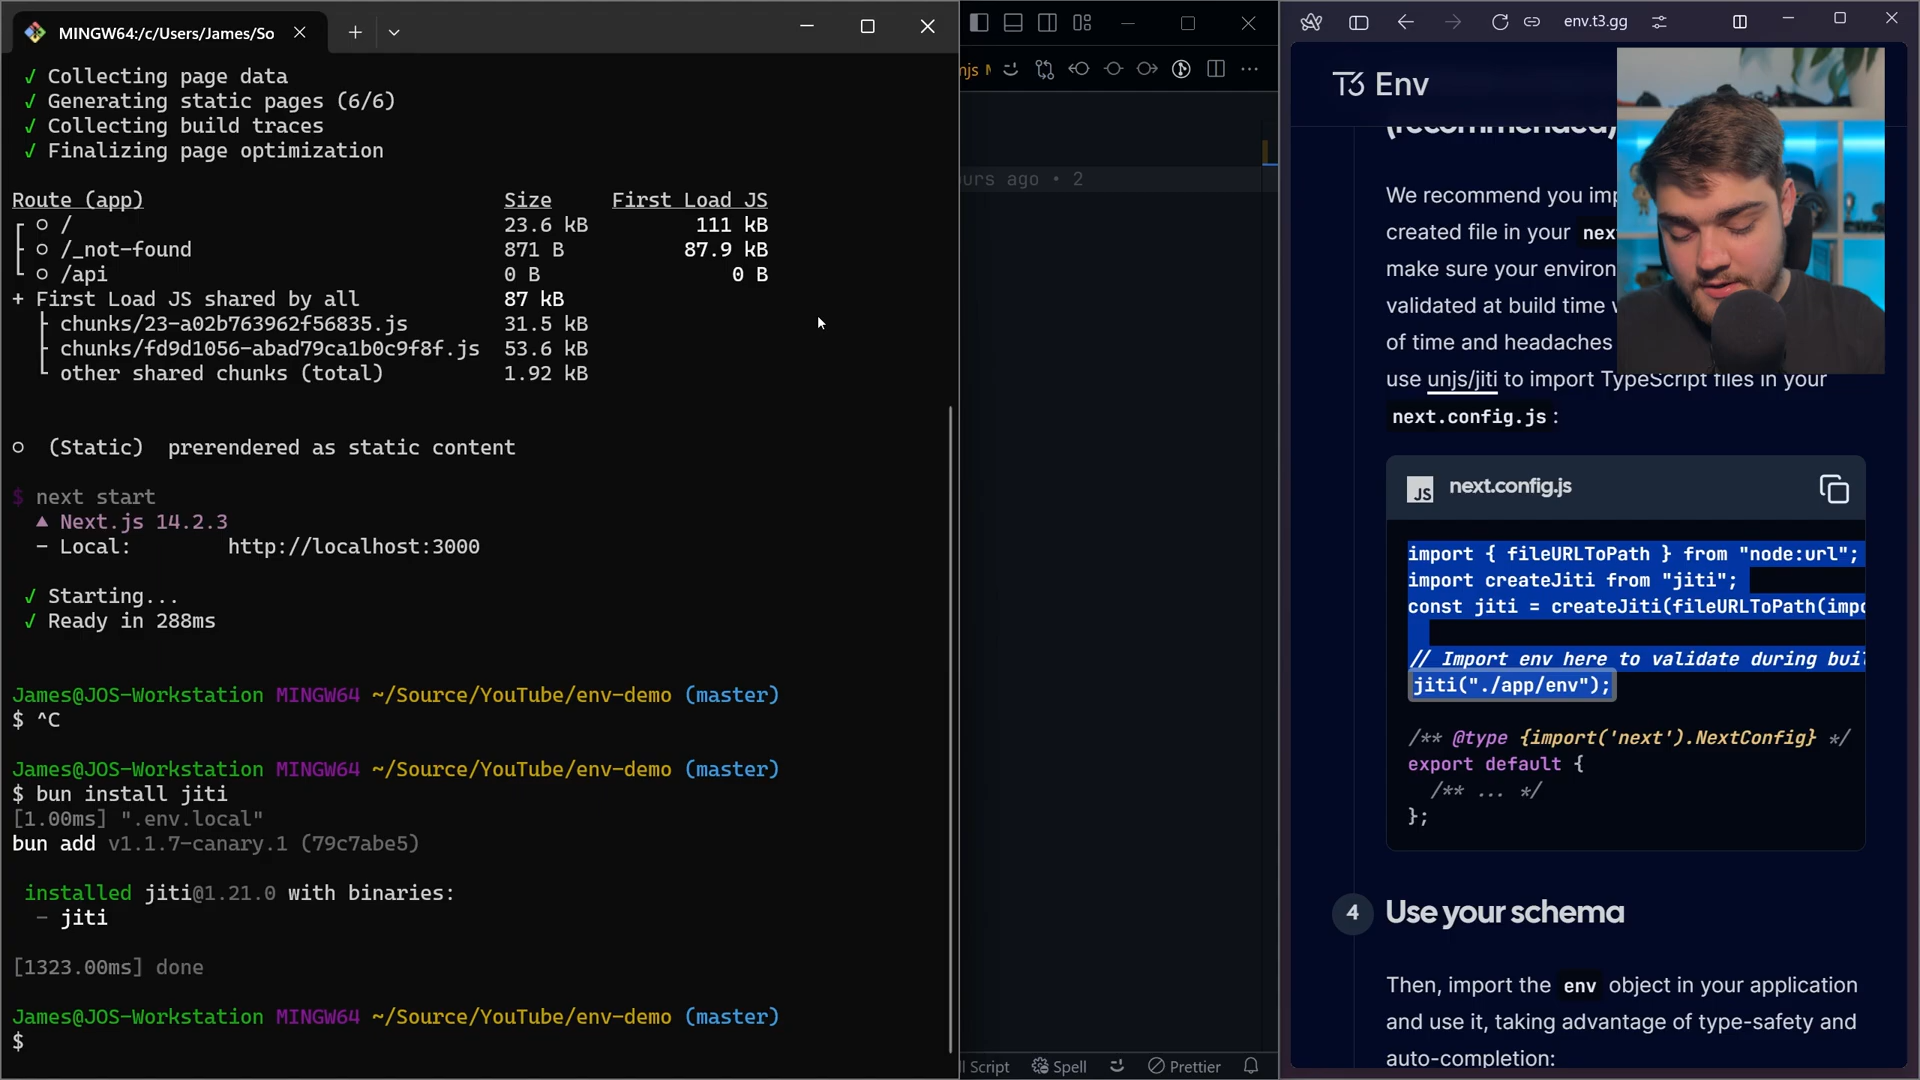 MINGW64:/c/Users/James/So
✓ Collecting page data
✓ Generating static pages (6/6)
✓ Collecting build traces
✓ Finalizing page optimization
Route (app) Size First Load JS
┌ ○ / 23.6 kB 111 kB
├ ○ /_not-found 871 B 87.9 kB
└ ○ /api 0 B 0 B
+ First Load JS shared by all 87 kB
├ chunks/23-a02b763962f56835.js 31.5 kB
├ chunks/fd9d1056-abad79ca1b0c9f8f.js 53.6 kB
└ other shared chunks (total) 1.92 kB
○ (Static) prerendered as static content
$ next start
▲ Next.js 14.2.3
- Local: http://localhost:3000
✓ Starting...
✓ Ready in 288ms
James@JOS-Workstation MINGW64 ~/Source/YouTube/env-demo (master)
$ ^C
James@JOS-Workstation MINGW64 ~/Source/YouTube/env-demo (master)
$ bun install jiti
[1.00ms] ".env.local"
bun add v1.1.7-canary.1 (79c7abe5)
installed jiti@1.21.0 with binaries:
- jiti
[1323.00ms] done
James@JOS-Workstation MINGW64 ~/Source/YouTube/env-demo (master)
$
njs
ours ago • 2
l Script Spell Prettier
env.t3.gg
T3 Env
(recommended)
We recommend you imp
created file in your nex
make sure your environ
validated at build time w
of time and headaches
use unjs/jiti to import TypeScript files in your
next.config.js:
JS next.config.js
import { fileURLToPath } from "node:url";
import createJiti from "jiti";
const jiti = createJiti(fileURLToPath(impo
// Import env here to validate during buil
jiti("./app/env");
/** @type {import('next').NextConfig} */
export default {
/** ... */
};
4 Use your schema
Then, import the env object in your application
and use it, taking advantage of type-safety and
auto-completion: